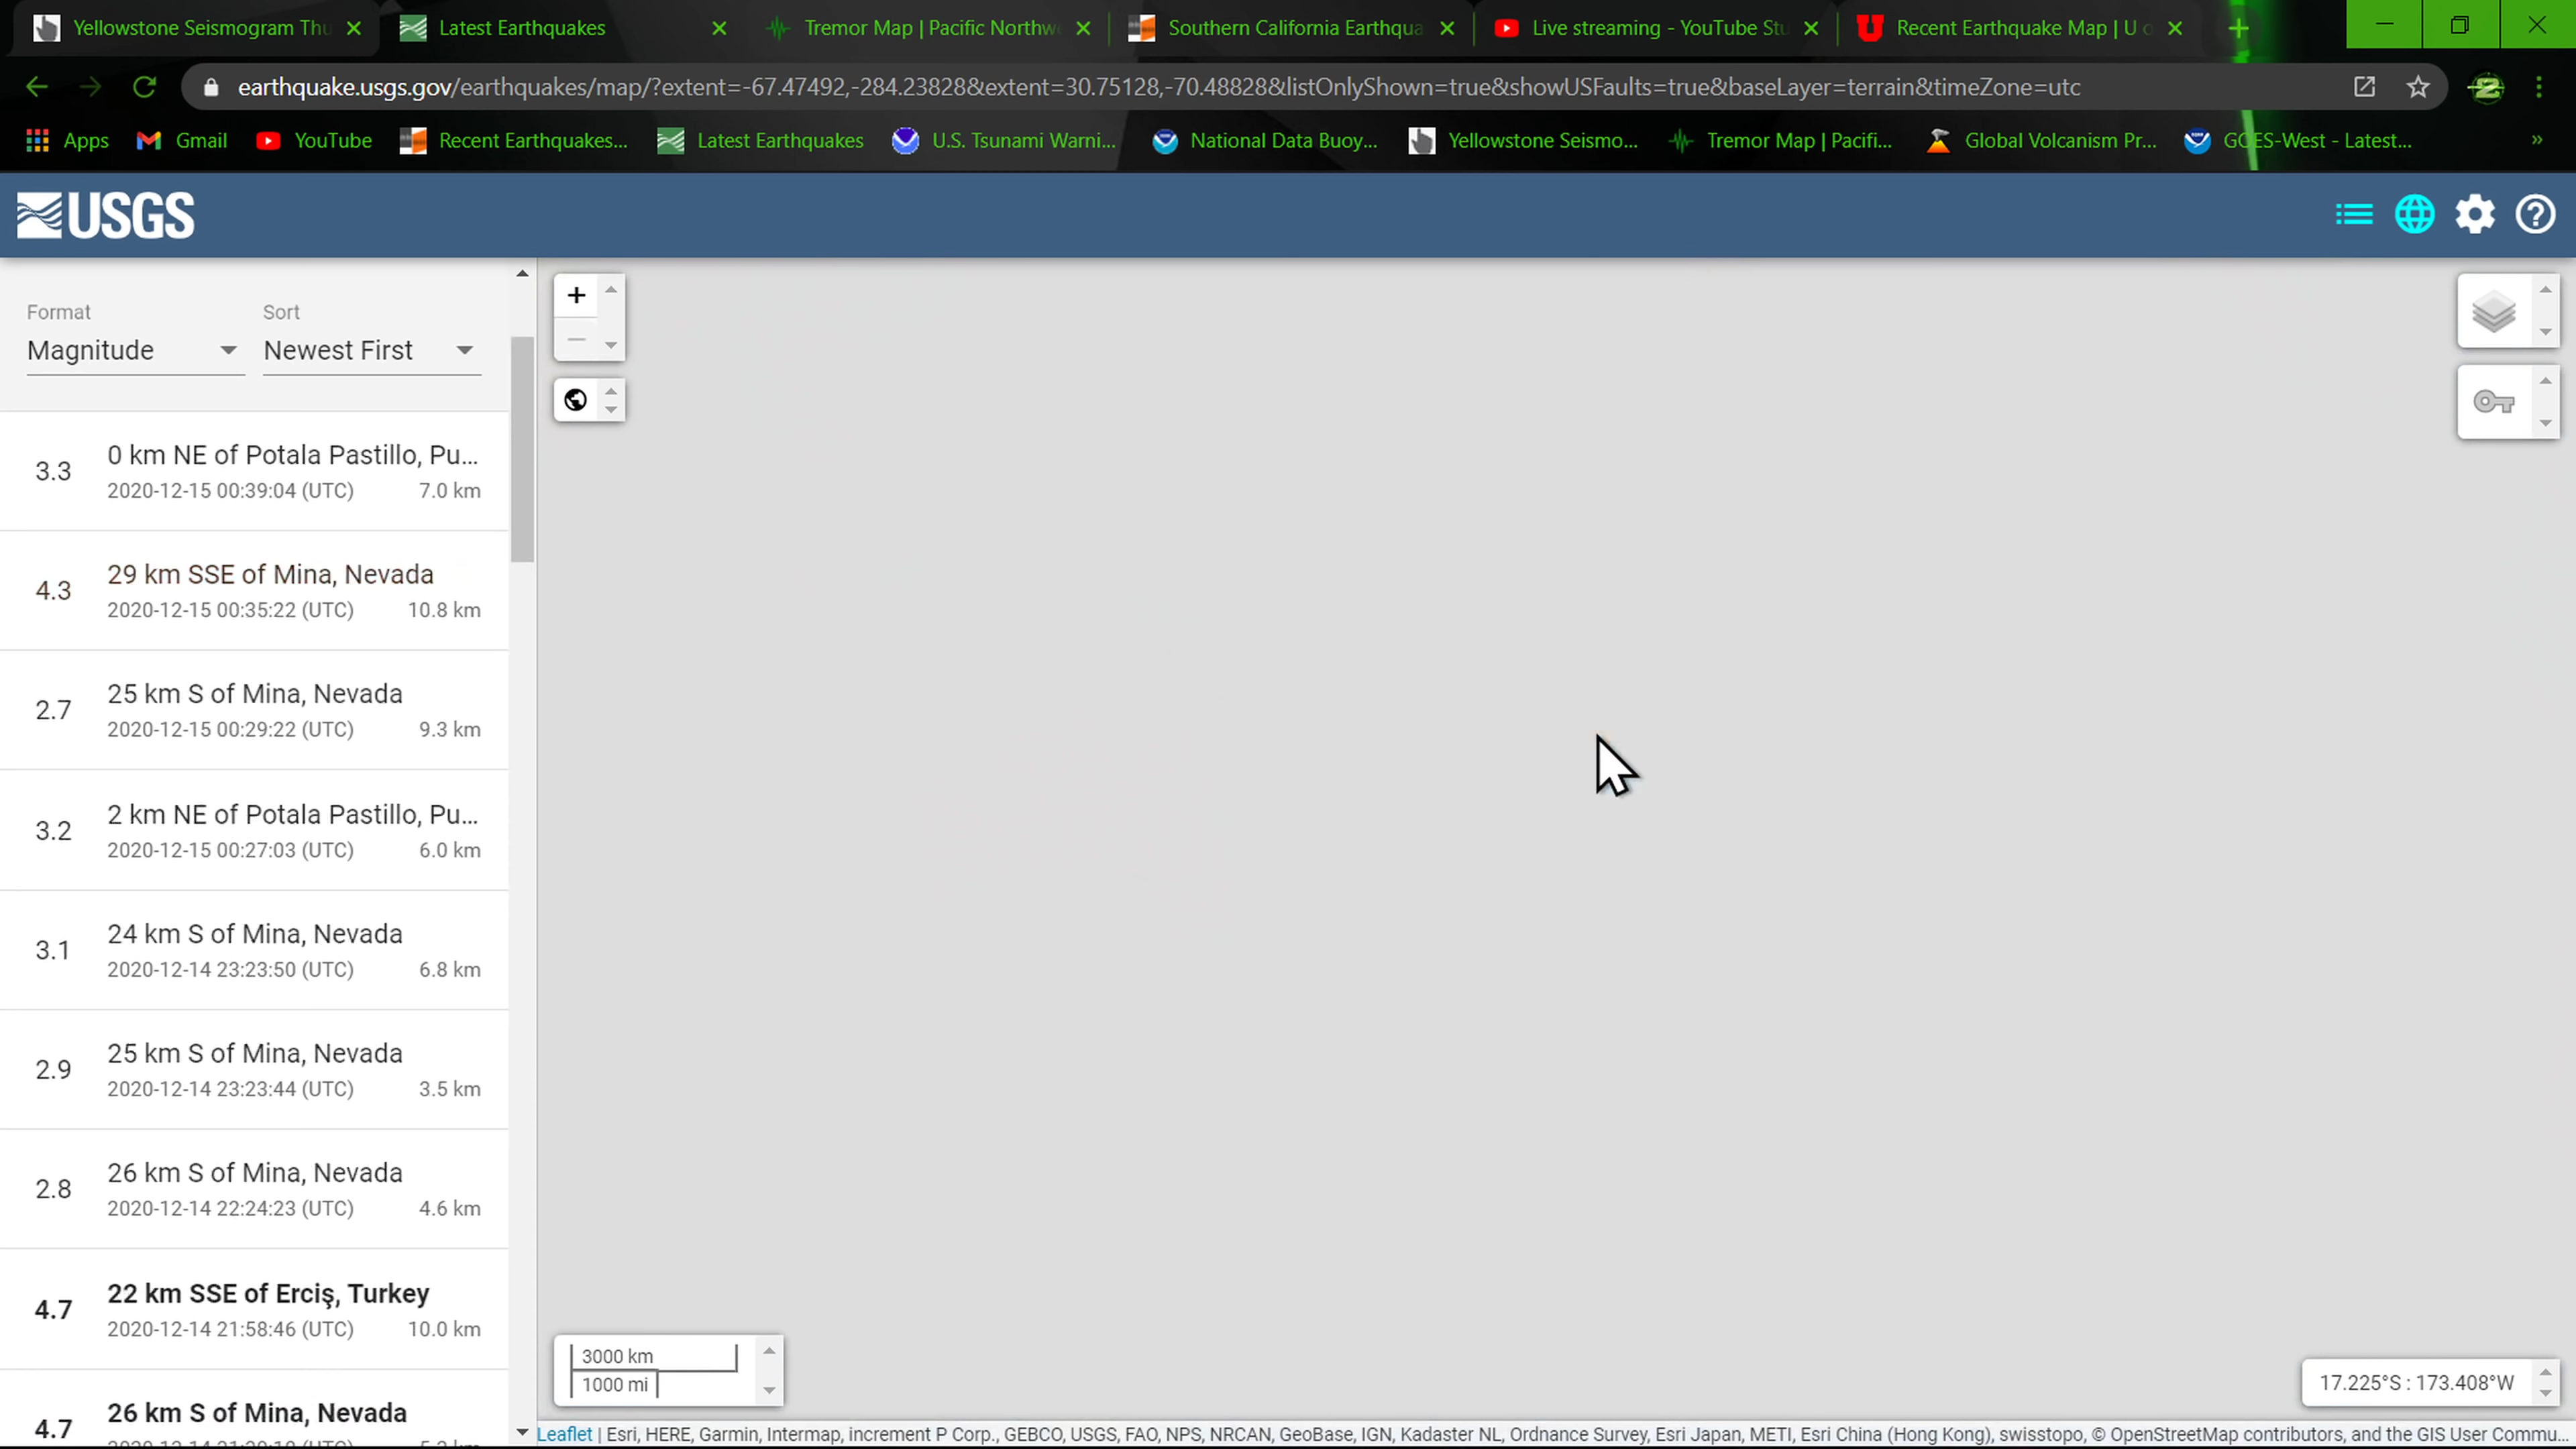 Yellowstone Seismogram Thu
Latest Earthquakes
Tremor Map | Pacific Northwe
Southern California Earthqua
Live streaming - YouTube Stu
Recent Earthquake Map | U o
earthquake.usgs.gov/earthquakes/map/?extent=-67.47492,-284.23828&extent=30.75128,-70.48828&listOnlyShown=true&showUSFaults=true&baseLayer=terrain&timeZone=utc
Apps
Gmail
YouTube
Recent Earthquakes...
Latest Earthquakes
U.S. Tsunami Warni...
National Data Buoy...
Yellowstone Seismo...
Tremor Map | Pacifi...
Global Volcanism Pr...
GOES-West - Latest...
USGS
Format
Sort
Magnitude
Newest First
3.3
0 km NE of Potala Pastillo, Pu...
2020-12-15 00:39:04 (UTC) 7.0 km
4.3
29 km SSE of Mina, Nevada
2020-12-15 00:35:22 (UTC) 10.8 km
2.7
25 km S of Mina, Nevada
2020-12-15 00:29:22 (UTC) 9.3 km
3.2
2 km NE of Potala Pastillo, Pu...
2020-12-15 00:27:03 (UTC) 6.0 km
3.1
24 km S of Mina, Nevada
2020-12-14 23:23:50 (UTC) 6.8 km
2.9
25 km S of Mina, Nevada
2020-12-14 23:23:44 (UTC) 3.5 km
2.8
26 km S of Mina, Nevada
2020-12-14 22:24:23 (UTC) 4.6 km
4.7
22 km SSE of Erciş, Turkey
2020-12-14 21:58:46 (UTC) 10.0 km
4.7
26 km S of Mina, Nevada
3000 km
1000 mi
17.225°S : 173.408°W
Leaflet | Esri, HERE, Garmin, Intermap, increment P Corp., GEBCO, USGS, FAO, NPS, NRCAN, GeoBase, IGN, Kadaster NL, Ordnance Survey, Esri Japan, METI, Esri China (Hong Kong), swisstopo, © OpenStreetMap contributors, and the GIS User Commu...